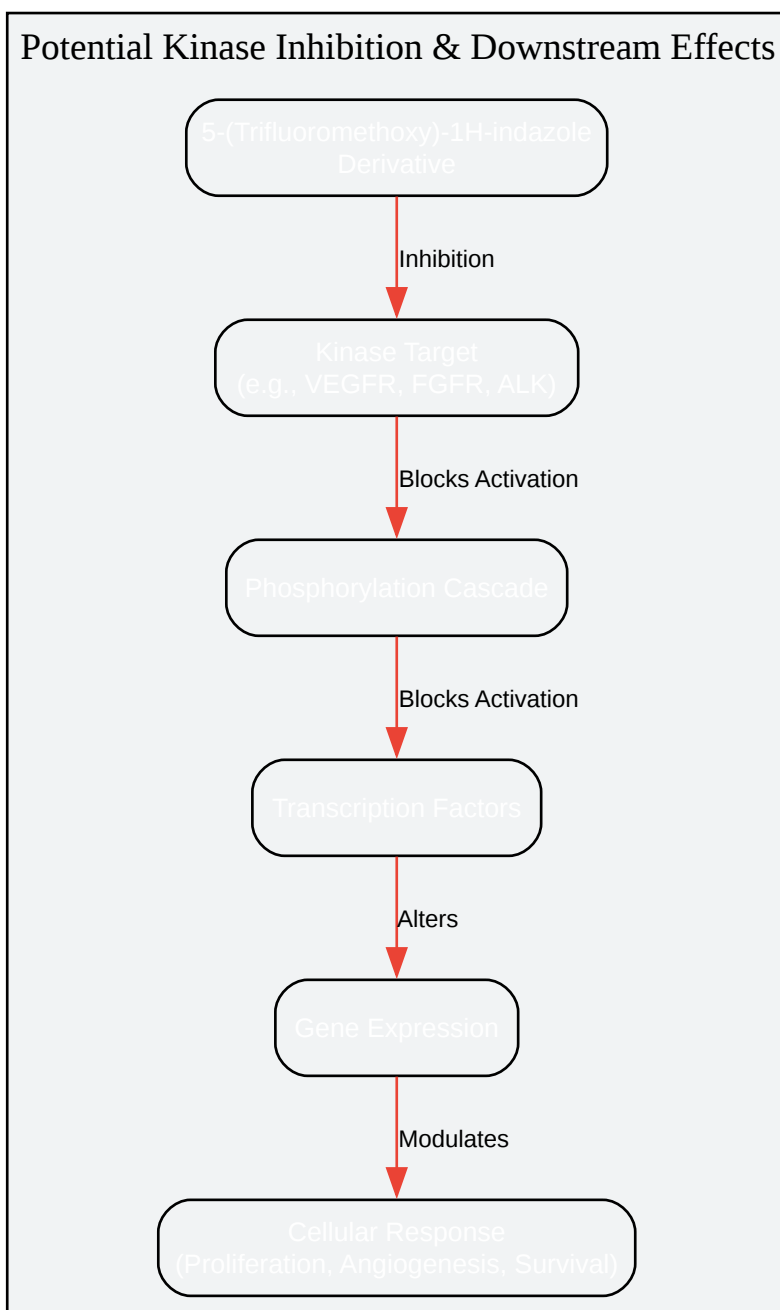 Potential Kinase Inhibition & Downstream Effects
5-(Trifluoromethoxy)-1H-indazole
Derivative
Inhibition
Kinase Target
(e.g., VEGFR, FGFR, ALK)
Blocks Activation
Phosphorylation Cascade
Blocks Activation
Transcription Factors
Alters
Gene Expression
Modulates
Cellular Response
(Proliferation, Angiogenesis, Survival)